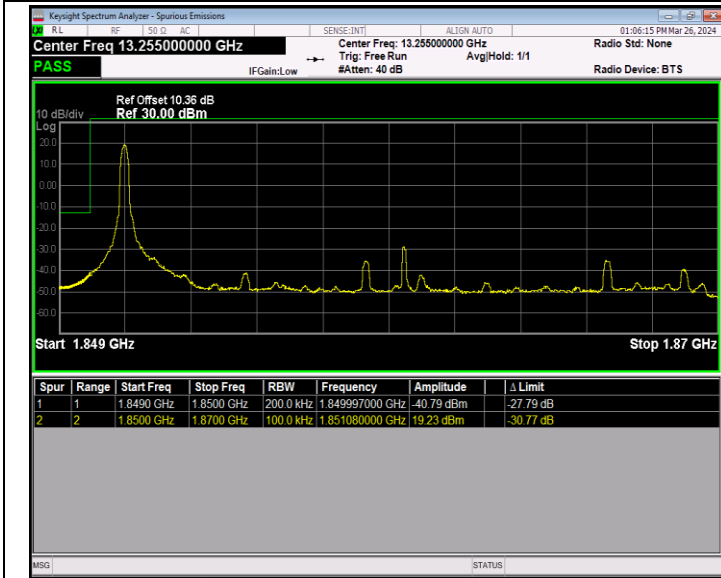 Keysight Spectrum Analyzer - Spurious Emissions
RL RF 50 Ω AC SENSE:INT ALIGN AUTO 01:06:15 PM Mar 26, 2024
Center Freq 13.255000000 GHz Center Freq: 13.255000000 GHz Radio Std: None
Trig: Free Run Avg|Hold: 1/1
PASS IFGain:Low #Atten: 40 dB Radio Device: BTS
Ref Offset 10.36 dB
10 dB/div Ref 30.00 dBm
Log
20.0
10.0
0.00
-10.0
-20.0
-30.0
-40.0
-50.0
-60.0
Start 1.849 GHz Stop 1.87 GHz
Spur Range Start Freq Stop Freq RBW Frequency Amplitude Δ Limit
1 1 1.8490 GHz 1.8500 GHz 200.0 kHz 1.849997000 GHz -40.79 dBm -27.79 dB
2 2 1.8500 GHz 1.8700 GHz 100.0 kHz 1.851080000 GHz 19.23 dBm -30.77 dB
MSG STATUS